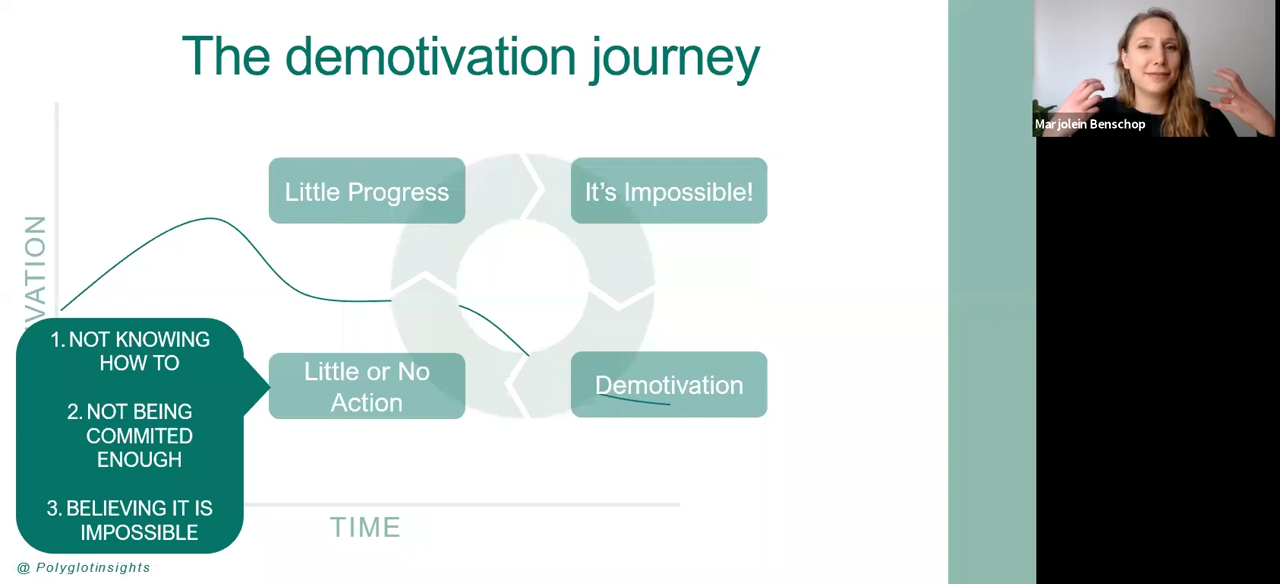 The demotivation journey
Marjolein Benschop
Little Progress
It's Impossible!
Little or No
Action
Demotivation
1. NOT KNOWING
HOW TO
2. NOT BEING
COMMITED
ENOUGH
3. BELIEVING IT IS
IMPOSSIBLE
TIME
@ Polyglotinsights